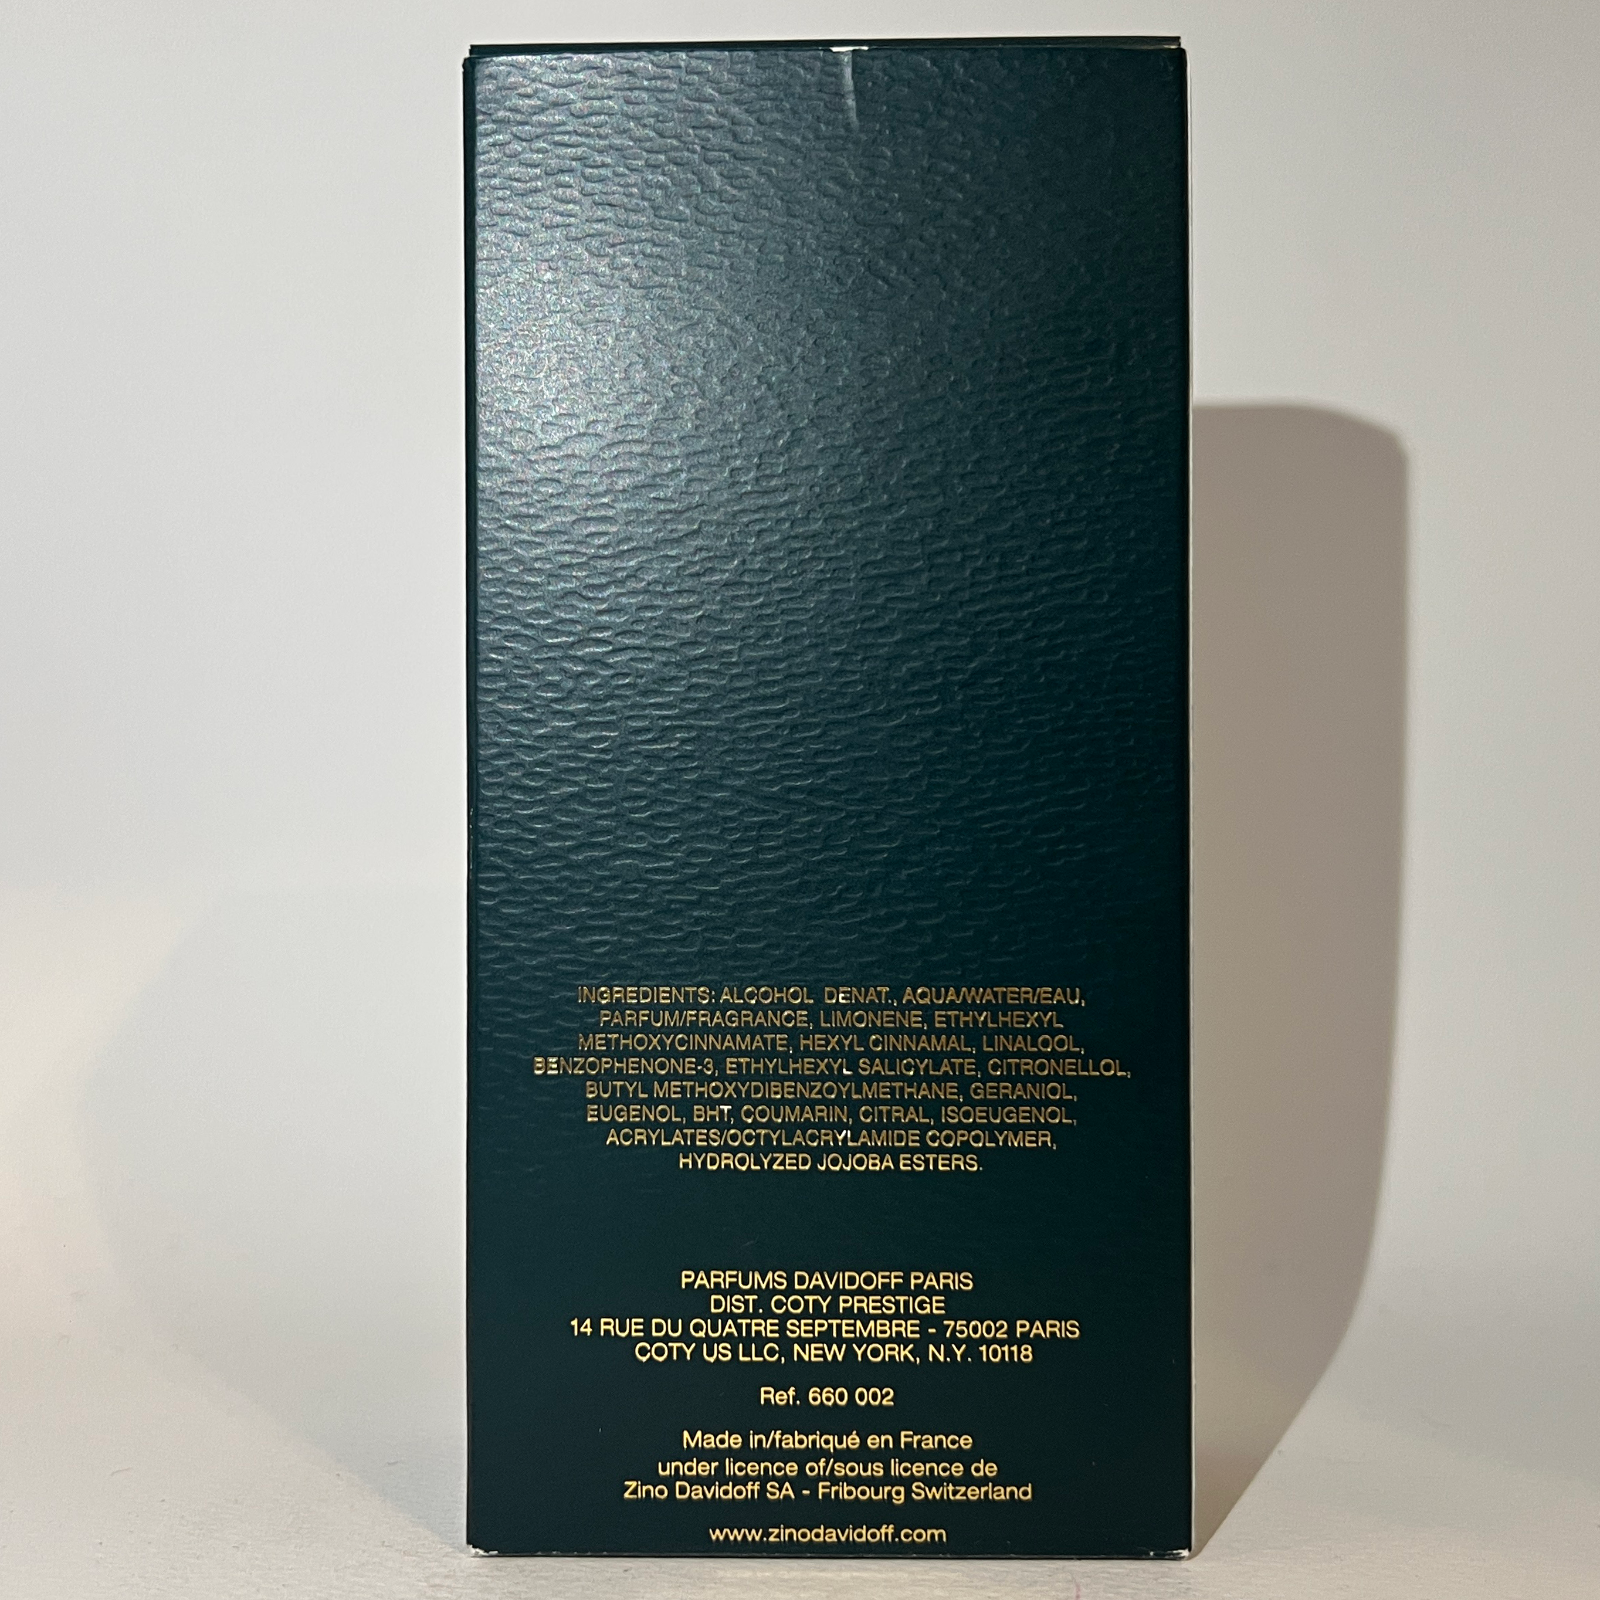 INGREDIENTS: ALCOHOL DENAT., AQUA/WATER/EAU,
PARFUM/FRAGRANCE, LIMONENE, ETHYLHEXYL
METHOXYCINNAMATE, HEXYL CINNAMAL, LINALOOL,
BENZOPHENONE-3, ETHYLHEXYL SALICYLATE, CITRONELLOL,
BUTYL METHOXYDIBENZOYLMETHANE, GERANIOL,
EUGENOL, BHT, COUMARIN, CITRAL, ISOEUGENOL,
ACRYLATES/OCTYLACRYLAMIDE COPOLYMER,
HYDROLYZED JOJOBA ESTERS.
PARFUMS DAVIDOFF PARIS
DIST. COTY PRESTIGE
14 RUE DU QUATRE SEPTEMBRE - 75002 PARIS
COTY US LLC, NEW YORK, N.Y. 10118
Ref. 660 002
Made in/fabriqué en France
under licence of/sous licence de
Zino Davidoff SA - Fribourg Switzerland
www.zinodavidoff.com